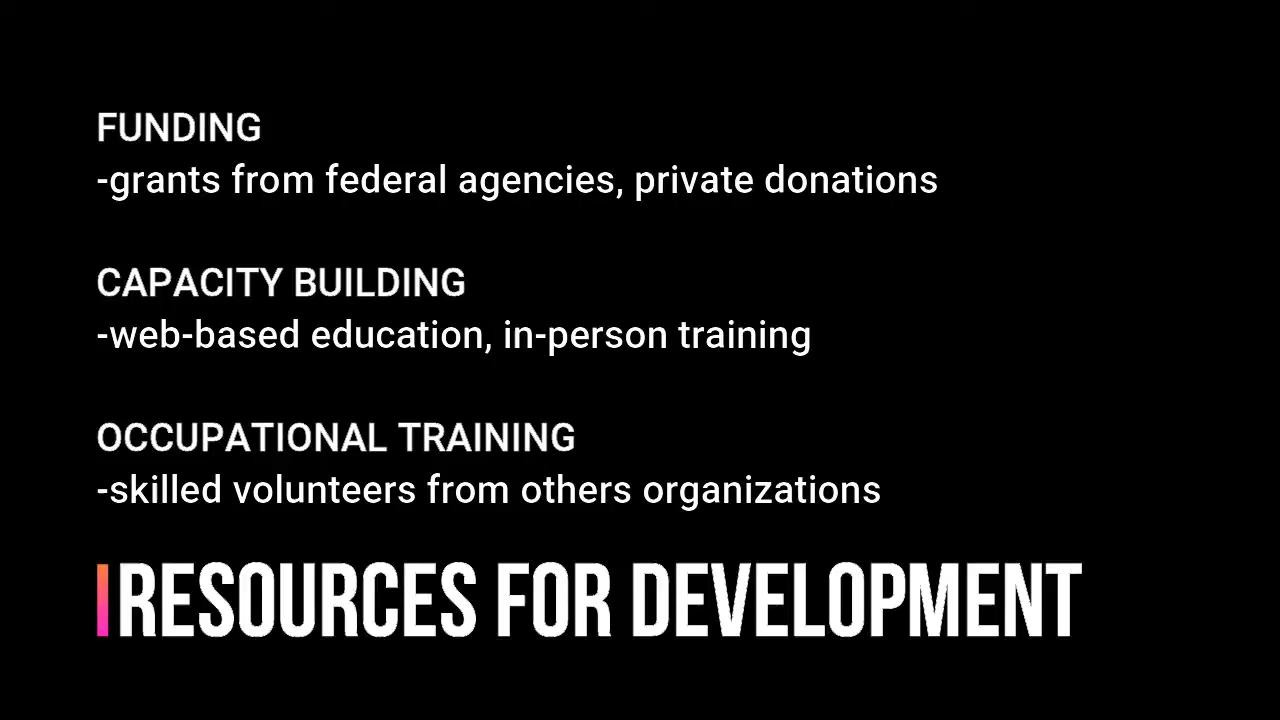 FUNDING
-grants from federal agencies, private donations
CAPACITY BUILDING
-web-based education, in-person training
OCCUPATIONAL TRAINING
-skilled volunteers from others organizations
RESOURCES FOR DEVELOPMENT